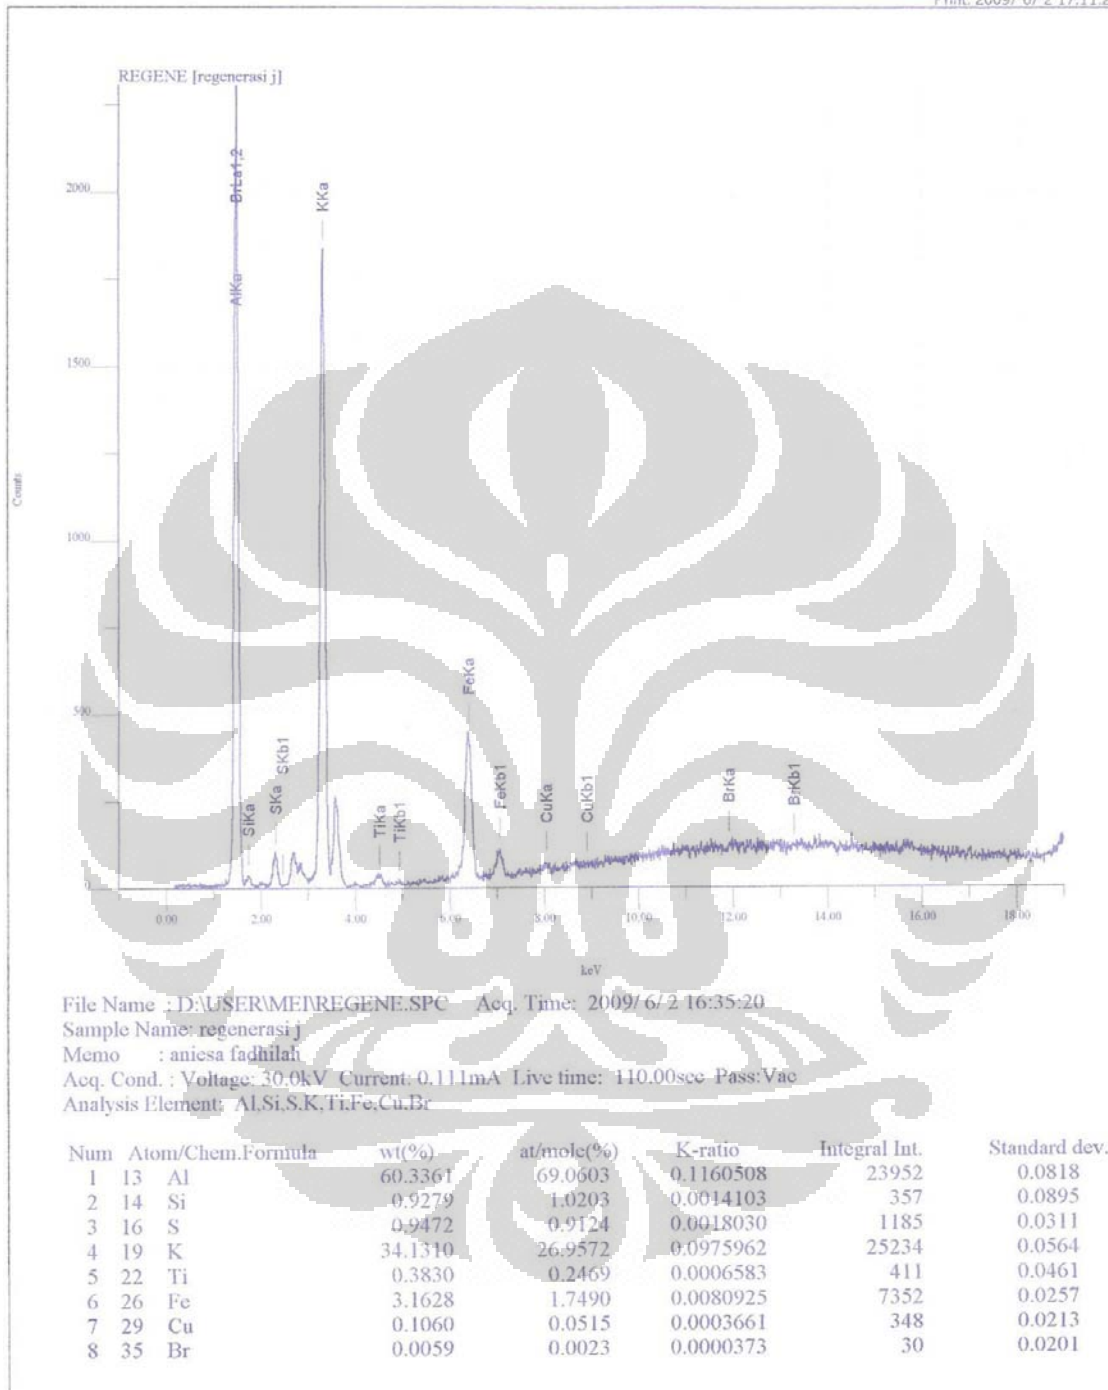 REGENE [regenerasi j]
BrLa1,2
AlKa
KKa
SiKa
SKa
SKb1
TiKa
TiKb1
FeKa
FeKb1
CuKa
CuKb1
BrKa
BrKb1
2000
1500
1000
500
0
Counts
0.00 2.00 4.00 6.00 8.00 10.00 12.00 14.00 16.00 18.00
keV
File Name : D:\USER\MEI\REGENE.SPC Acq. Time: 2009/ 6/ 2 16:35:20
Sample Name: regenerasi j
Memo : aniesa fadhilah
Acq. Cond. : Voltage: 30.0kV Current: 0.111mA Live time: 110.00sec Pass:Vac
Analysis Element: Al,Si,S,K,Ti,Fe,Cu,Br
Num Atom/Chem.Formula wt(%) at/mole(%) K-ratio Integral Int. Standard dev.
1 13 Al 60.3361 69.0603 0.1160508 23952 0.0818
2 14 Si 0.9279 1.0203 0.0014103 357 0.0895
3 16 S 0.9472 0.9124 0.0018030 1185 0.0311
4 19 K 34.1310 26.9572 0.0975962 25234 0.0564
5 22 Ti 0.3830 0.2469 0.0006583 411 0.0461
6 26 Fe 3.1628 1.7490 0.0080925 7352 0.0257
7 29 Cu 0.1060 0.0515 0.0003661 348 0.0213
8 35 Br 0.0059 0.0023 0.0000373 30 0.0201